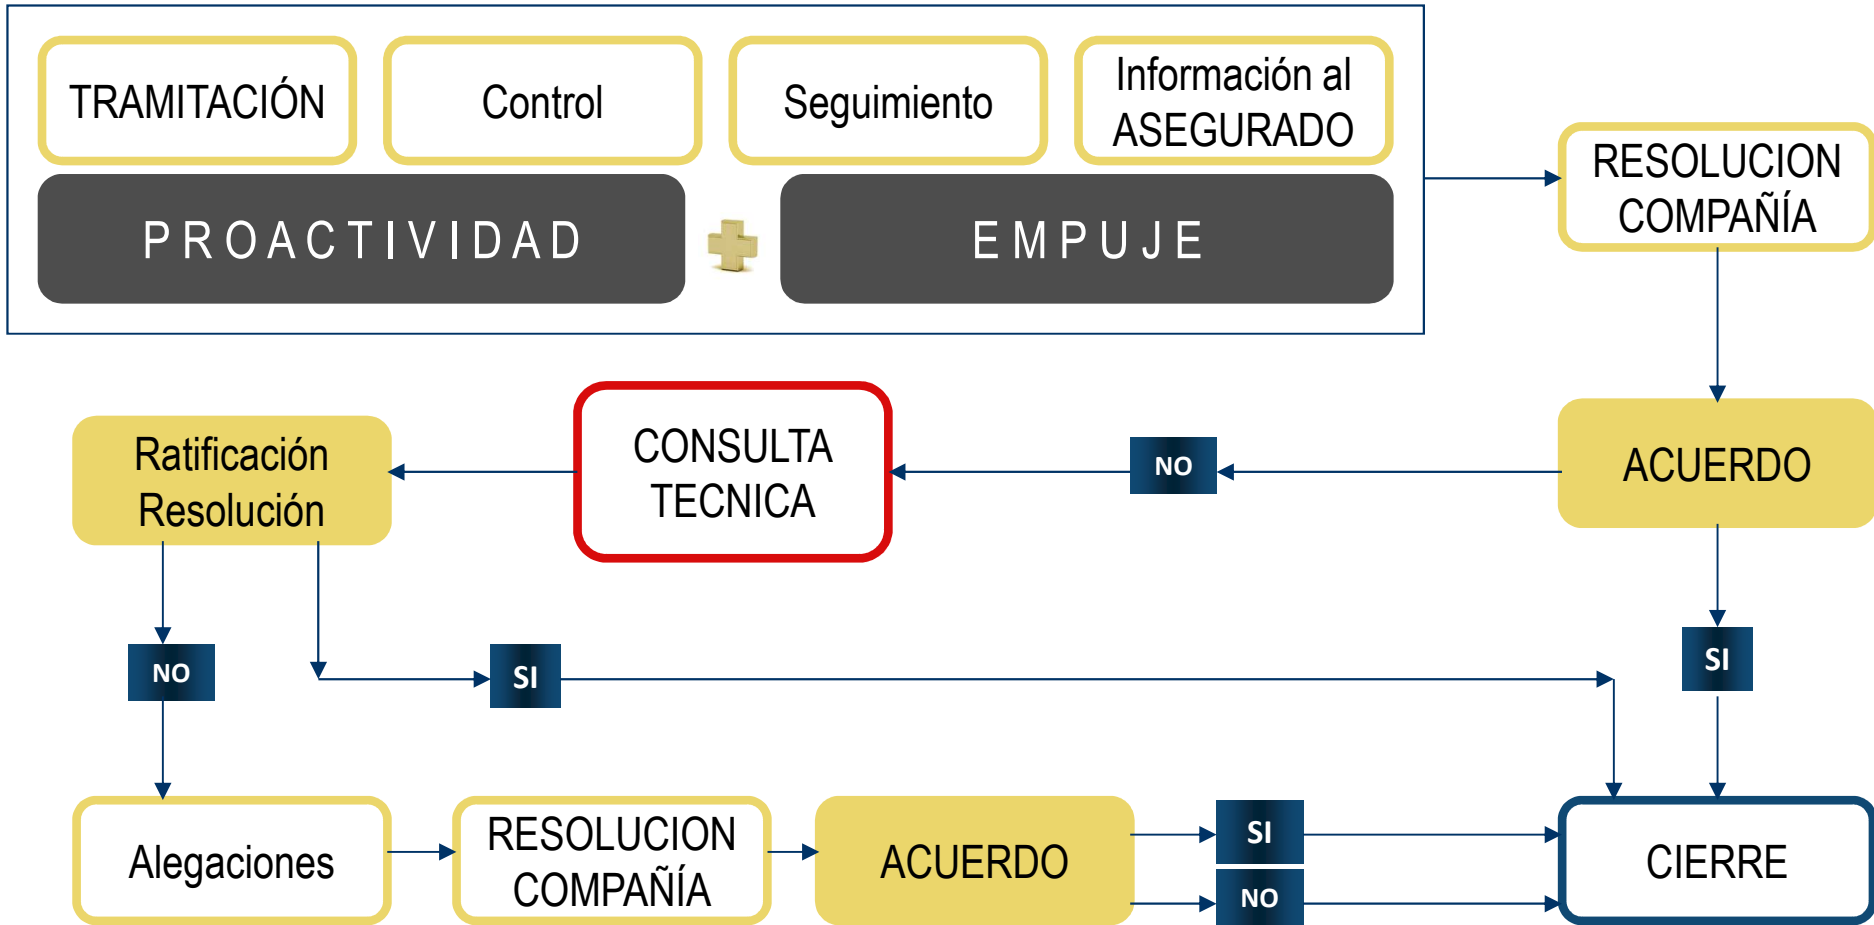 TRAMITACIÓN
Control
Seguimiento
Información al
ASEGURADO
PROACTIVIDAD
EMPUJE
RESOLUCION
COMPAÑÍA
Ratificación
Resolución
CONSULTA
TECNICA
NO
ACUERDO
NO
SI
SI
Alegaciones
RESOLUCION
COMPAÑÍA
ACUERDO
SI
NO
CIERRE